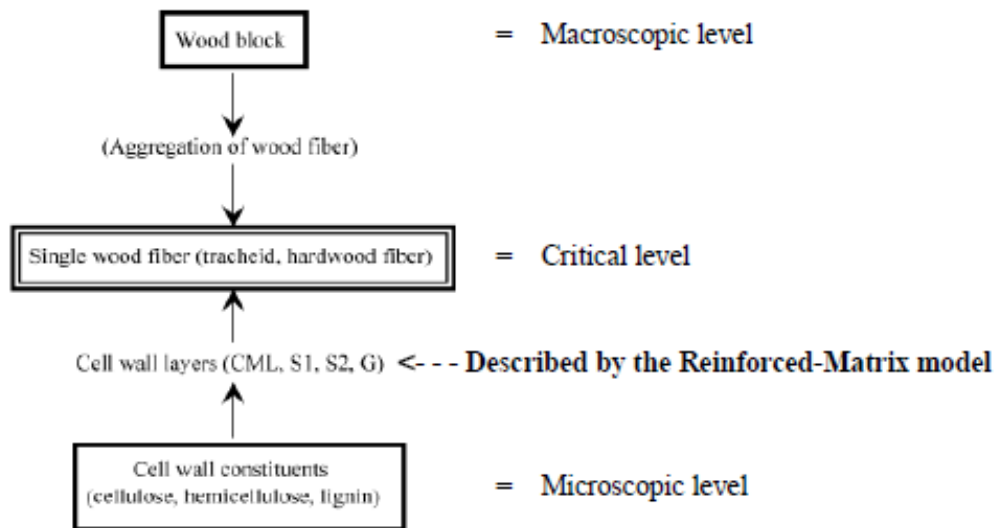 Wood block = Macroscopic level
(Aggregation of wood fiber)
Single wood fiber (tracheid, hardwood fiber) = Critical level
Cell wall layers (CML, S1, S2, G) <--- Described by the Reinforced-Matrix model
Cell wall constituents
(cellulose, hemicellulose, lignin) = Microscopic level